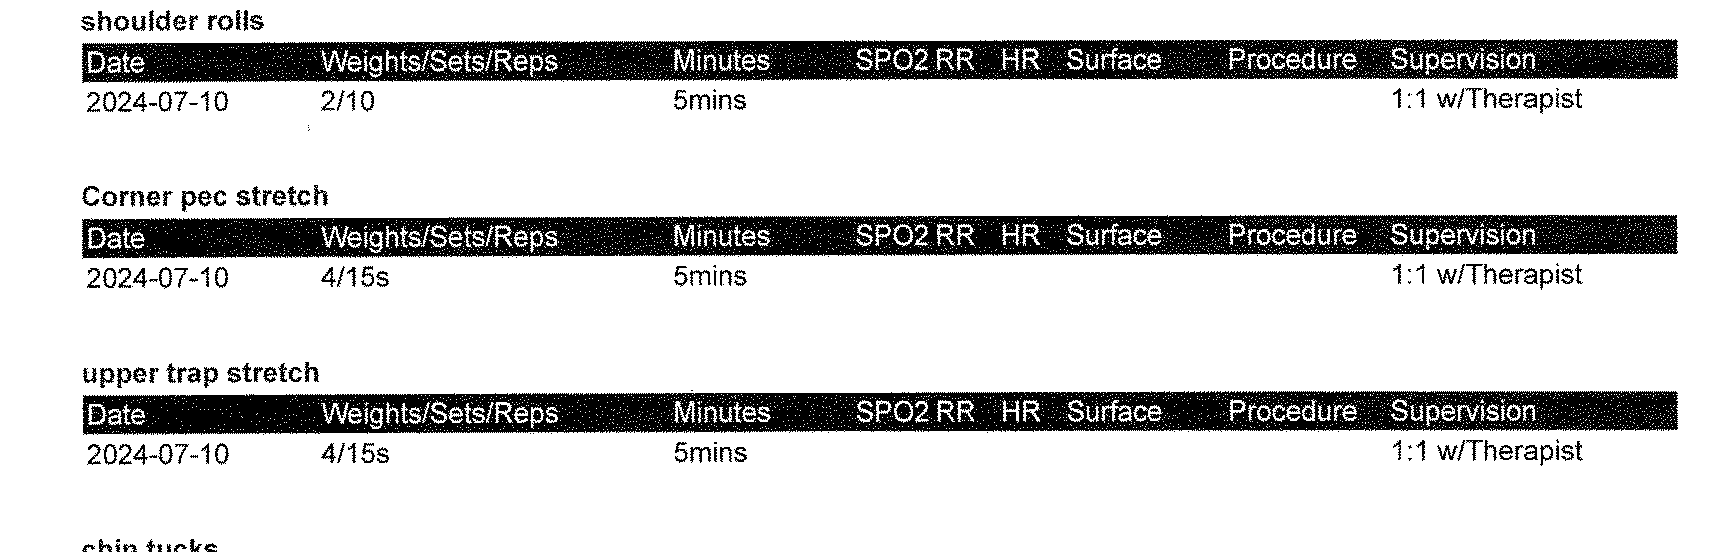 shoulder rolls
Date Weights/Sets/Reps Minutes SPO2 RR HR Surface Procedure Supervision
2024-07-10 2/10 5mins 1:1 w/Therapist
Corner pec stretch
Date Weights/Sets/Reps Minutes SPO2 RR HR Surface Procedure Supervision
2024-07-10 4/15s 5mins 1:1 w/Therapist
upper trap stretch
Date Weights/Sets/Reps Minutes SPO2 RR HR Surface Procedure Supervision
2024-07-10 4/15s 5mins 1:1 w/Therapist
chin tucks